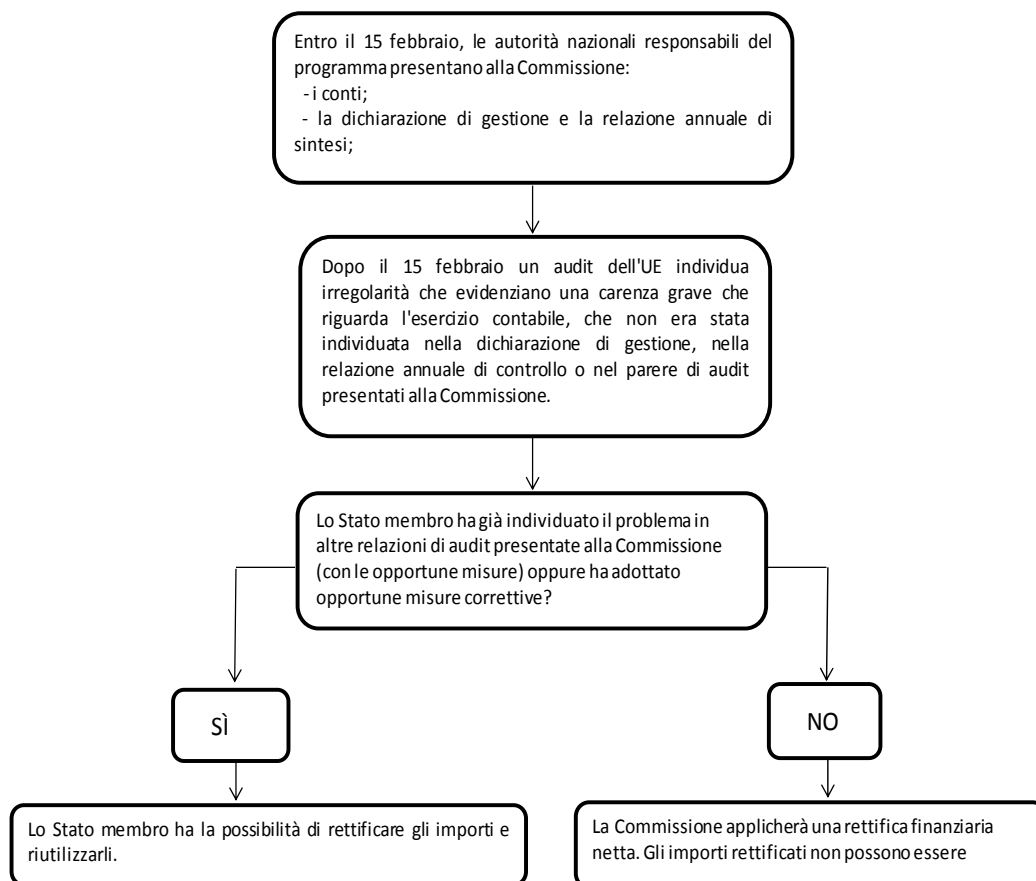 Entro il 15 febbraio, le autorità nazionali responsabili del
programma presentano alla Commissione:
- i conti;
- la dichiarazione di gestione e la relazione annuale di
sintesi;
Dopo il 15 febbraio un audit dell'UE individua
irregolarità che evidenziano una carenza grave che
riguarda l'esercizio contabile, che non era stata
individuata nella dichiarazione di gestione, nella
relazione annuale di controllo o nel parere di audit
presentati alla Commissione.
Lo Stato membro ha già individuato il problema in
altre relazioni di audit presentate alla Commissione
(con le opportune misure) oppure ha adottato
opportune misure correttive?
SÌ
NO
Lo Stato membro ha la possibilità di rettificare gli importi e
riutilizzarli.
La Commissione applicherà una rettifica finanziaria
netta. Gli importi rettificati non possono essere